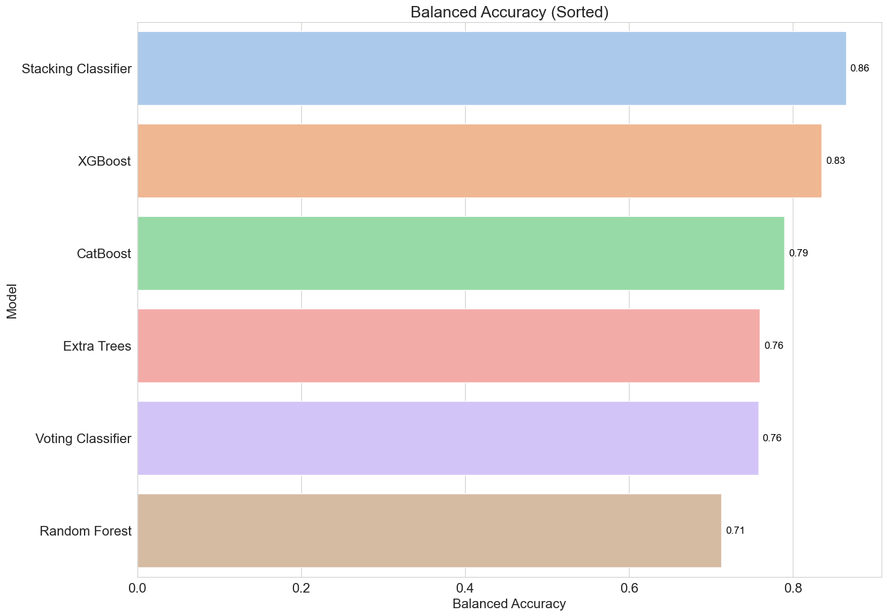 Balanced Accuracy (Sorted)
Stacking Classifier
0.86
XGBoost
0.83
CatBoost
0.79
Model
Extra Trees
0.76
Voting Classifier
0.76
Random Forest
0.71
0.0 0.2 0.4 0.6 0.8
Balanced Accuracy